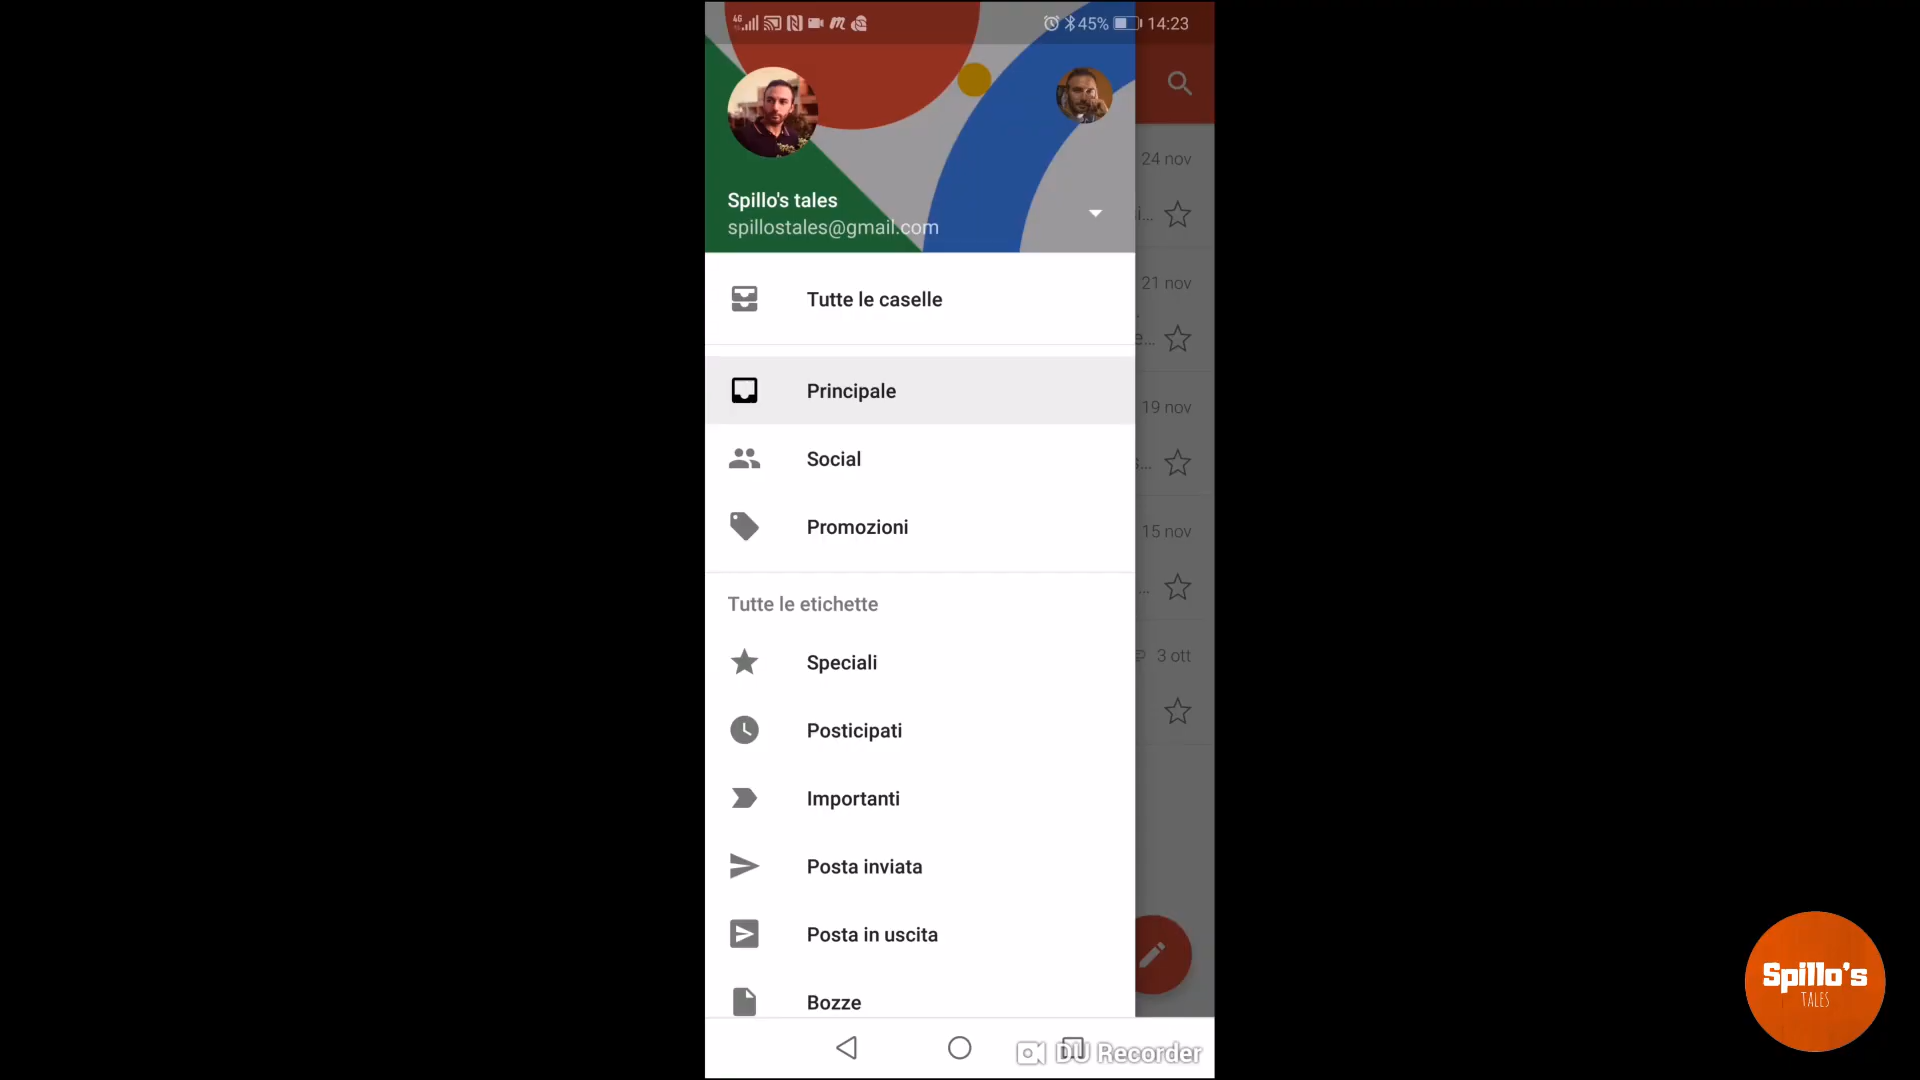 4G 45% 14:23
Spillo's tales
spillostales@gmail.com
Tutte le caselle
24 nov
i...
21 nov
e...
Principale
19 nov
Social
s...
Promozioni
15 nov
...
Tutte le etichette
Speciali
3 ott
Posticipati
Importanti
Posta inviata
Posta in uscita
Bozze
DU Recorder
Spillo's
TALES